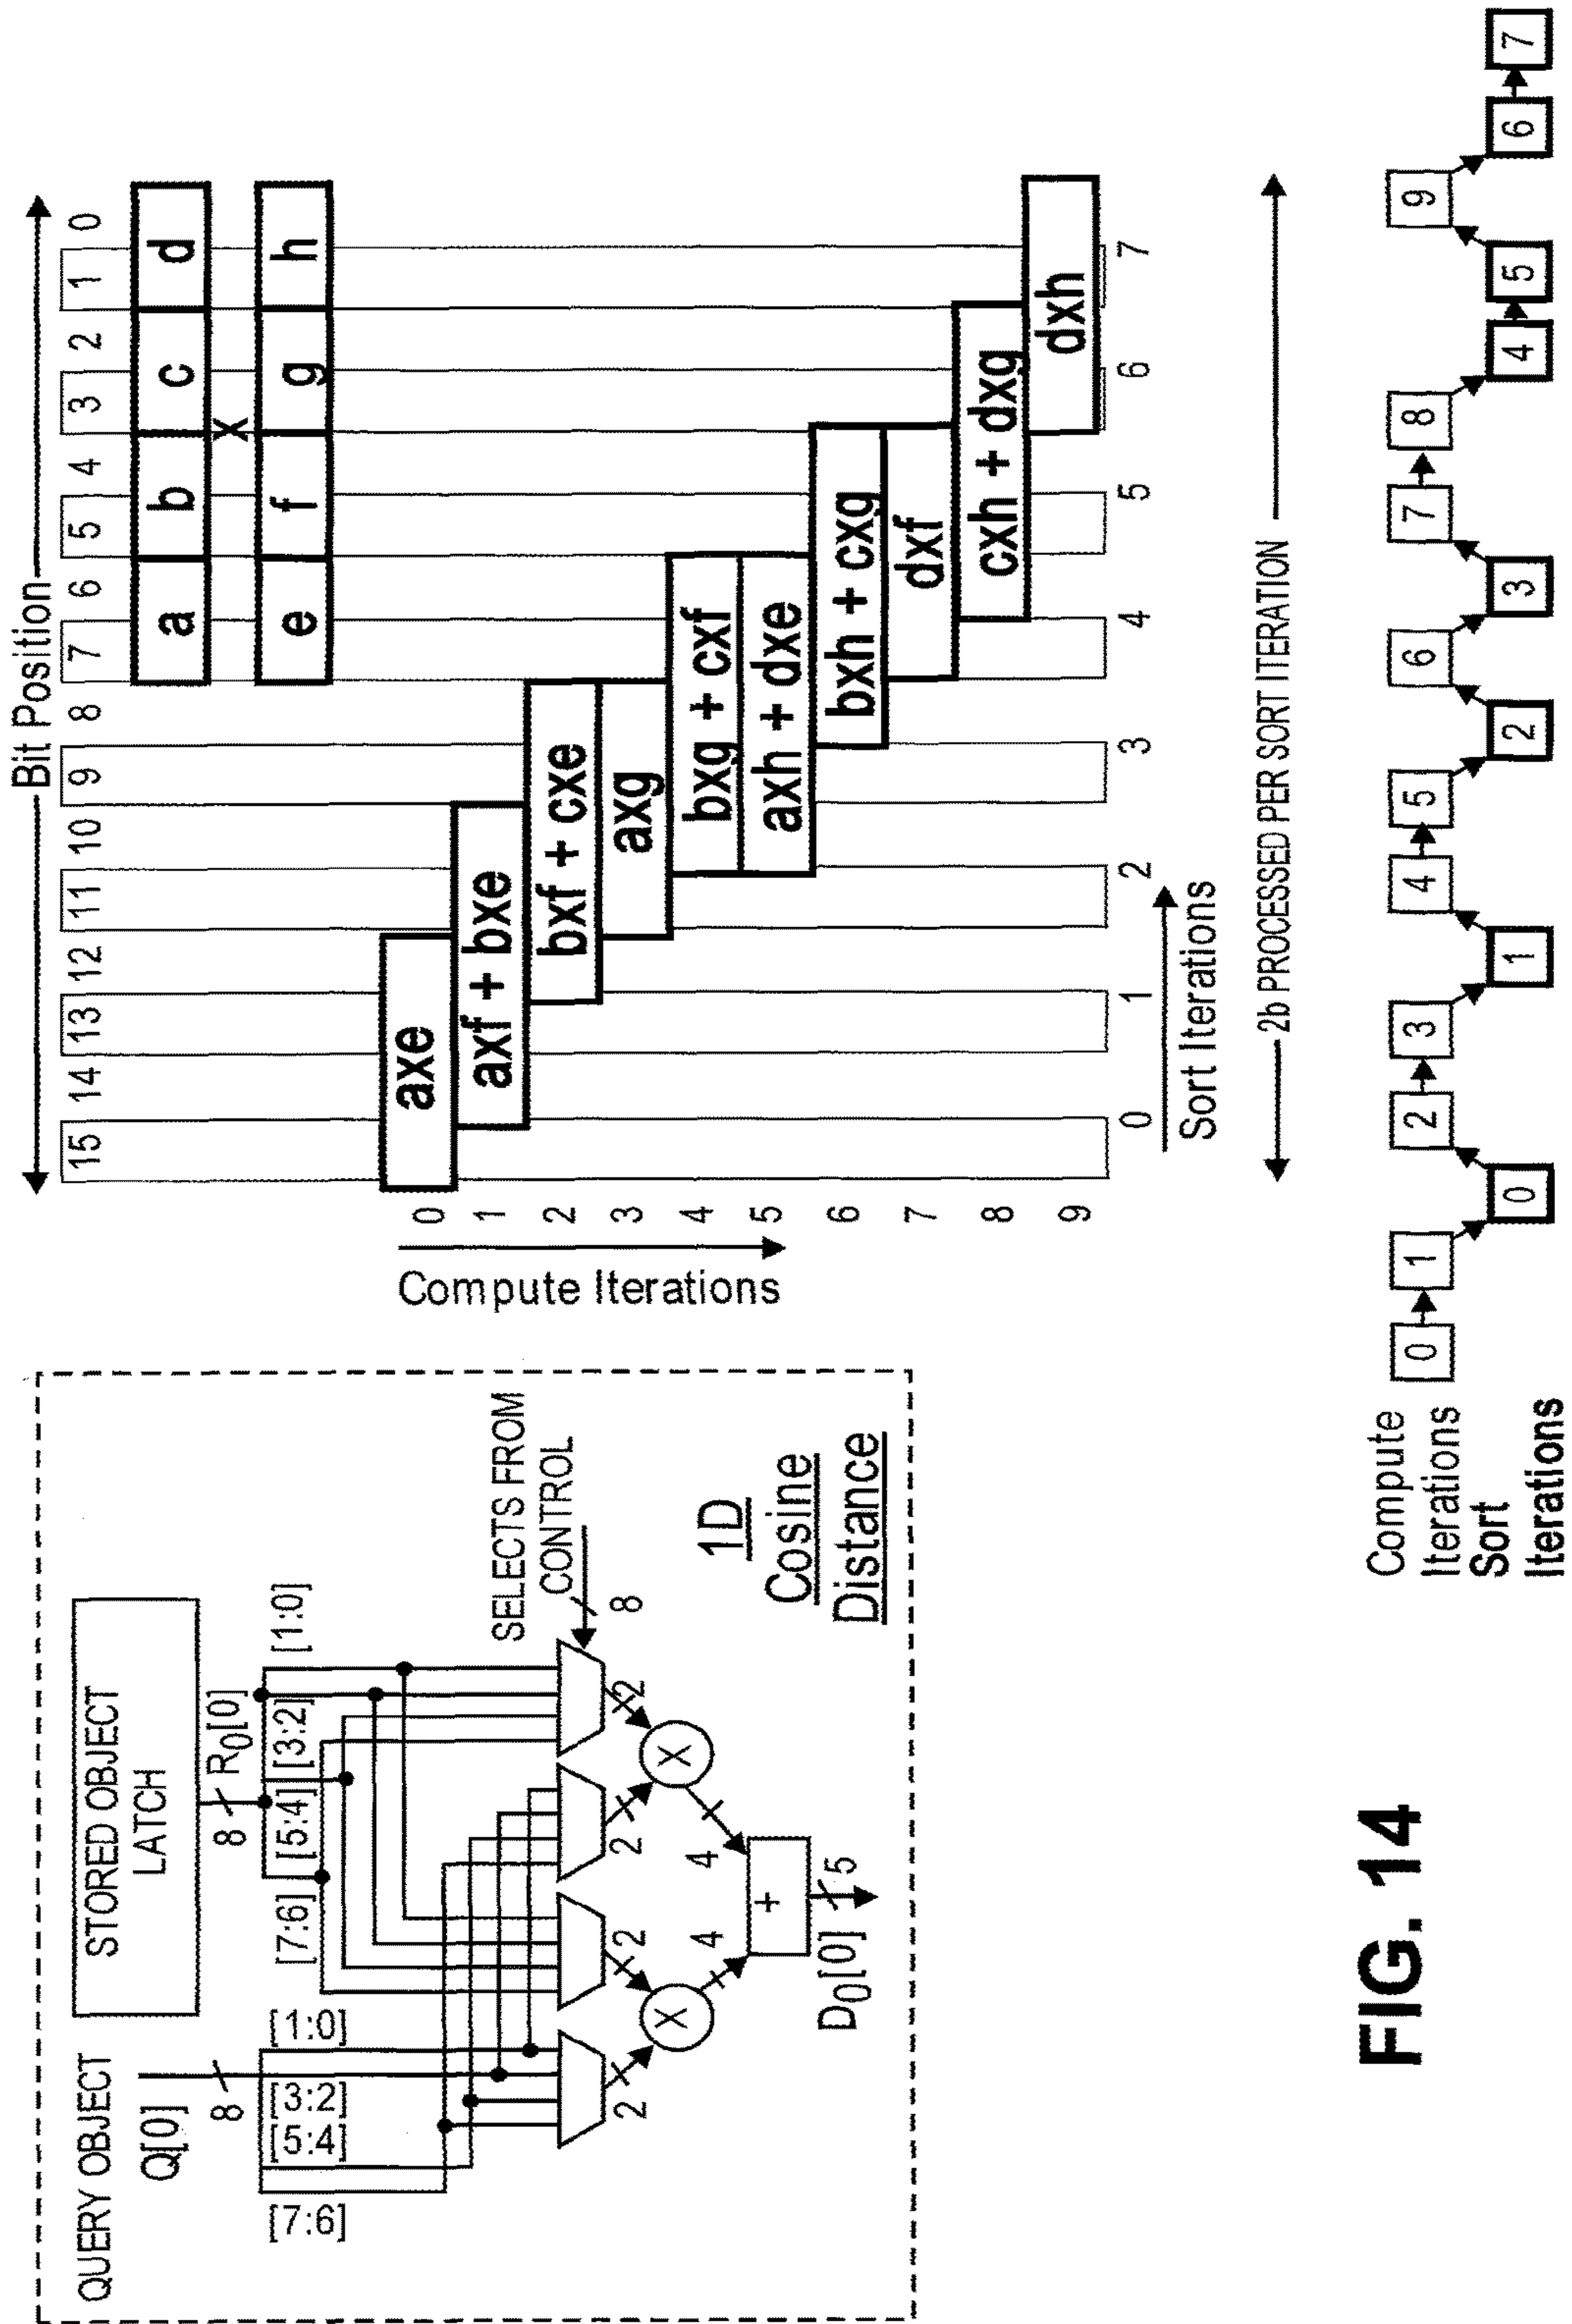 QUERY OBJECT
Q[0]
8
[1:0]
[3:2]
[5:4]
[7:6]
STORED OBJECT
LATCH
8
R0[0]
[1:0]
[3:2]
[5:4]
[7:6]
SELECTS FROM
CONTROL
8
2
2
2
2
X
X
4
4
+
5
D0[0]
1D
Cosine
Distance
Bit Position
15 14 13 12 11 10 9 8 7 6 5 4 3 2 1 0
a b c d
x
e f g h
Compute Iterations
0
axe
1
axf + bxe
2
bxf + cxe
3
axg
4
bxg + cxf
5
axh + dxe
6
bxh + cxg
7
dxf
8
cxh + dxg
9
dxh
0 1 2 3 4 5 6 7
Sort Iterations
2b PROCESSED PER SORT ITERATION
Compute
Iterations
0 1 2 3 4 5 6 7 8 9
Sort
Iterations
0 1 2 3 4 5 6 7
FIG. 14